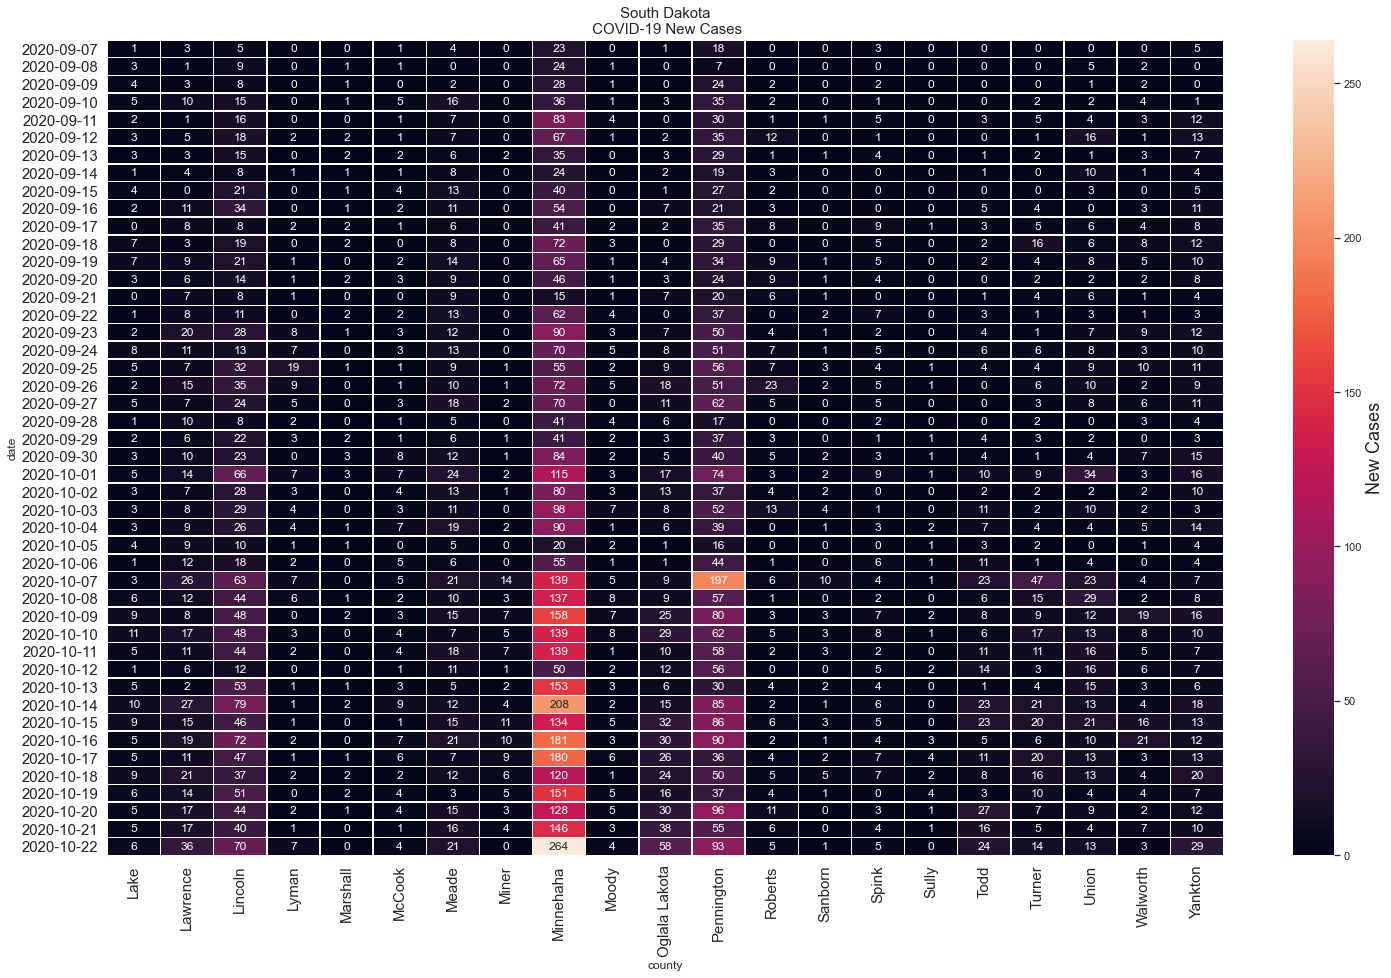 South Dakota
COVID-19 New Cases
2020-09-07 1 3 5 0 0 1 4 0 23 0 1 18 0 0 3 0 0 0 0 0 5
2020-09-08 3 1 9 0 1 1 0 0 24 1 0 7 0 0 0 0 0 0 5 2 0
2020-09-09 4 3 8 0 1 0 2 0 28 1 0 24 2 0 2 0 0 0 1 2 0
2020-09-10 5 10 15 0 1 5 16 0 36 1 3 35 2 0 1 0 0 2 2 4 1
2020-09-11 2 1 16 0 0 1 7 0 83 4 0 30 1 1 5 0 3 5 4 3 12
2020-09-12 3 5 18 2 2 1 7 0 67 1 2 35 12 0 1 0 0 1 16 1 13
2020-09-13 3 3 15 0 2 2 6 2 35 0 3 29 1 1 4 0 1 2 1 3 7
2020-09-14 1 4 8 1 1 1 8 0 24 0 2 19 3 0 0 0 1 0 10 1 4
2020-09-15 4 0 21 0 1 4 13 0 40 0 1 27 2 0 0 0 0 0 3 0 5
2020-09-16 2 11 34 0 1 2 11 0 54 0 7 21 3 0 0 0 5 4 0 3 11
2020-09-17 0 8 8 2 2 1 6 0 41 2 2 35 8 0 9 1 3 5 6 4 8
2020-09-18 7 3 19 0 2 0 8 0 72 3 0 29 0 0 5 0 2 16 6 8 12
2020-09-19 7 9 21 1 0 2 14 0 65 1 4 34 9 1 5 0 2 4 8 5 10
2020-09-20 3 6 14 1 2 3 9 0 46 1 3 24 9 1 4 0 0 2 2 2 8
2020-09-21 0 7 8 1 0 0 9 0 15 1 7 20 6 1 0 0 1 4 6 1 4
2020-09-22 1 8 11 0 2 2 13 0 62 4 0 37 0 2 7 0 3 1 3 1 3
2020-09-23 2 20 28 8 1 3 12 0 90 3 7 50 4 1 2 0 4 1 7 9 12
2020-09-24 8 11 13 7 0 3 13 0 70 5 8 51 7 1 5 0 6 6 8 3 10
2020-09-25 5 7 32 19 1 1 9 1 55 2 9 56 7 3 4 1 4 4 9 10 11
2020-09-26 2 15 35 9 0 1 10 1 72 5 18 51 23 2 5 1 0 6 10 2 9
2020-09-27 5 7 24 5 0 3 18 2 70 0 11 62 5 0 5 0 0 3 8 6 11
2020-09-28 1 10 8 2 0 1 5 0 41 4 6 17 0 0 2 0 0 2 0 3 4
2020-09-29 2 6 22 3 2 1 6 1 41 2 3 37 3 0 1 1 4 3 2 0 3
2020-09-30 3 10 23 0 3 8 12 1 84 2 5 40 5 2 3 1 4 1 4 7 15
2020-10-01 5 14 66 7 3 7 24 2 115 3 17 74 3 2 9 1 10 9 34 3 16
2020-10-02 3 7 28 3 0 4 13 1 80 3 13 37 4 2 0 0 2 2 2 2 10
2020-10-03 3 8 29 4 0 3 11 0 98 7 8 52 13 4 1 0 11 2 10 2 3
2020-10-04 3 9 26 4 1 7 19 2 90 1 6 39 0 1 3 2 7 4 4 5 14
2020-10-05 4 9 10 1 1 0 5 0 20 2 1 16 0 0 0 1 3 2 0 1 4
2020-10-06 1 12 18 2 0 5 6 0 55 1 1 44 1 0 6 1 11 1 4 0 4
2020-10-07 3 26 63 7 0 5 21 14 139 5 9 197 6 10 4 1 23 47 23 4 7
2020-10-08 6 12 44 6 1 2 10 3 137 8 9 57 1 0 2 0 6 15 29 2 8
2020-10-09 9 8 48 0 2 3 15 7 158 7 25 80 3 3 7 2 8 9 12 19 16
2020-10-10 11 17 48 3 0 4 7 5 139 8 29 62 5 3 8 1 6 17 13 8 10
2020-10-11 5 11 44 2 0 4 18 7 139 1 10 58 2 3 2 0 11 11 16 5 7
2020-10-12 1 6 12 0 0 1 11 1 50 2 12 56 0 0 5 2 14 3 16 6 7
2020-10-13 5 2 53 1 1 3 5 2 153 3 6 30 4 2 4 0 1 4 15 3 6
2020-10-14 10 27 79 1 2 9 12 4 208 2 15 85 2 1 6 0 23 21 13 4 18
2020-10-15 9 15 46 1 0 1 15 11 134 5 32 86 6 3 5 0 23 20 21 16 13
2020-10-16 5 19 72 2 0 7 21 10 181 3 30 90 2 1 4 3 5 6 10 21 12
2020-10-17 5 11 47 1 1 6 7 9 180 6 26 36 4 2 7 4 11 20 13 3 13
2020-10-18 9 21 37 2 2 2 12 6 120 1 24 50 5 5 7 2 8 16 13 4 20
2020-10-19 6 14 51 0 2 4 3 5 151 5 16 37 4 1 0 4 3 10 4 4 7
2020-10-20 5 17 44 2 1 4 15 3 128 5 30 96 11 0 3 1 27 7 9 2 12
2020-10-21 5 17 40 1 0 1 16 4 146 3 38 55 6 0 4 1 16 5 4 7 10
2020-10-22 6 36 70 7 0 4 21 0 264 4 58 93 5 1 5 0 24 14 13 3 29
date
Lake Lawrence Lincoln Lyman Marshall McCook Meade Miner Minnehaha Moody Oglala Lakota Pennington Roberts Sanborn Spink Sully Todd Turner Union Walworth Yankton
county
250
200
150
100
50
0
New Cases